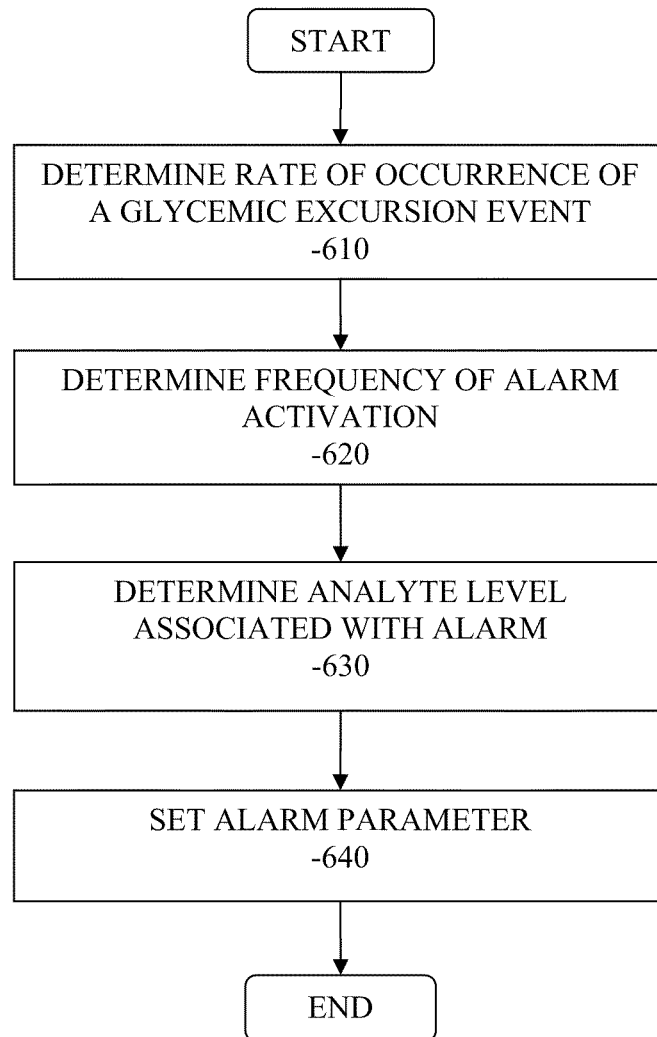 START
DETERMINE RATE OF OCCURRENCE OF
A GLYCEMIC EXCURSION EVENT
-610
DETERMINE FREQUENCY OF ALARM
ACTIVATION
-620
DETERMINE ANALYTE LEVEL
ASSOCIATED WITH ALARM
-630
SET ALARM PARAMETER
-640
END